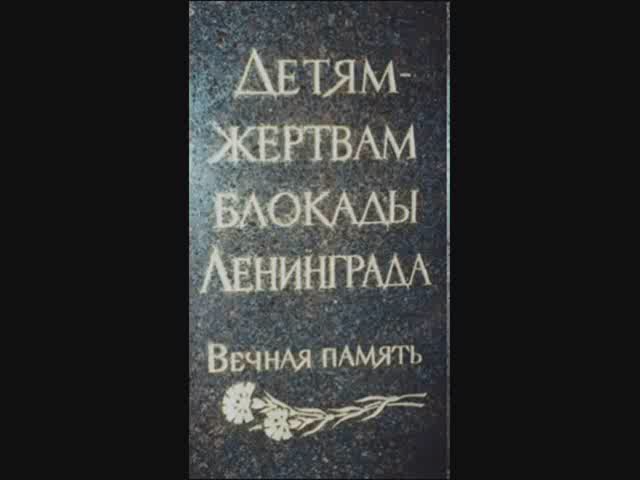 Детям-
жертвам
блокады
Ленинграда
Вечная память